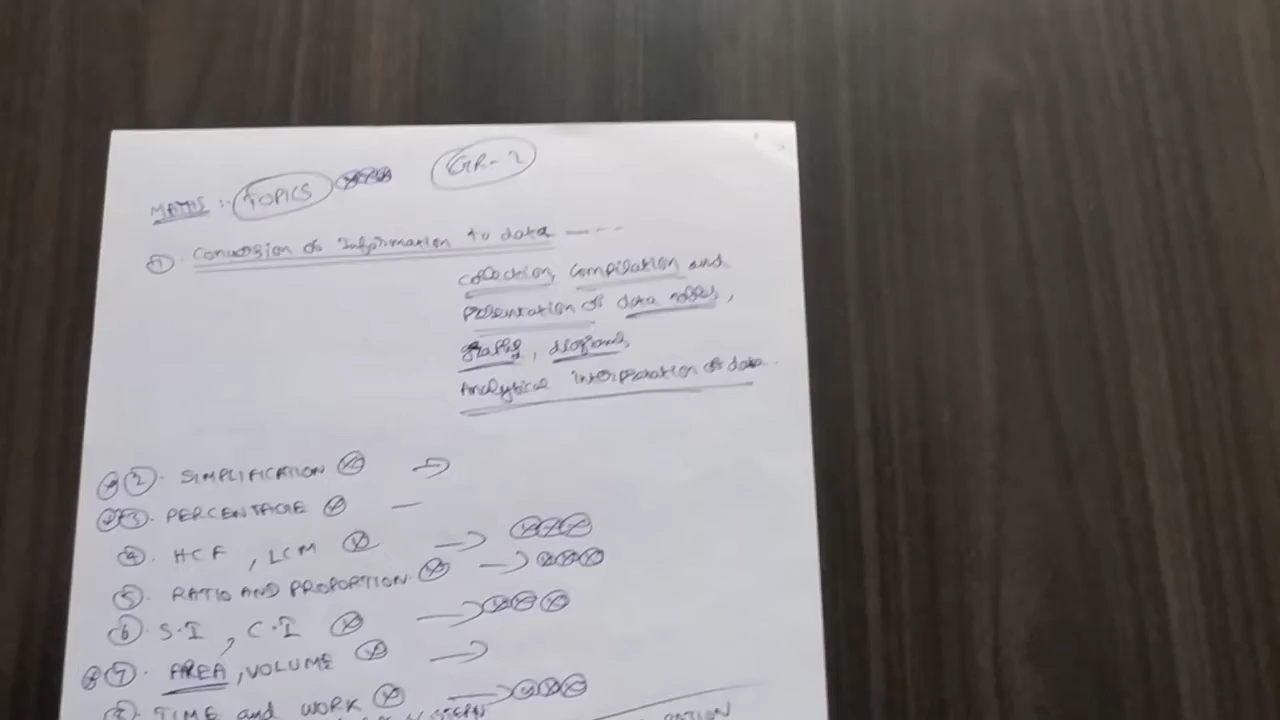 MATHS :- TOPICS GR-2
1. Conversion of Information to data ----
Collection, Compilation and
presentation of data tables,
graphs, diagrams,
Analytical interpretation of data.
2. SIMPLIFICATION →
3. PERCENTAGE —
4. HCF, LCM →
5. RATIO AND PROPORTION →
6. S.I, C.I →
7. AREA, VOLUME →
8. TIME and WORK →